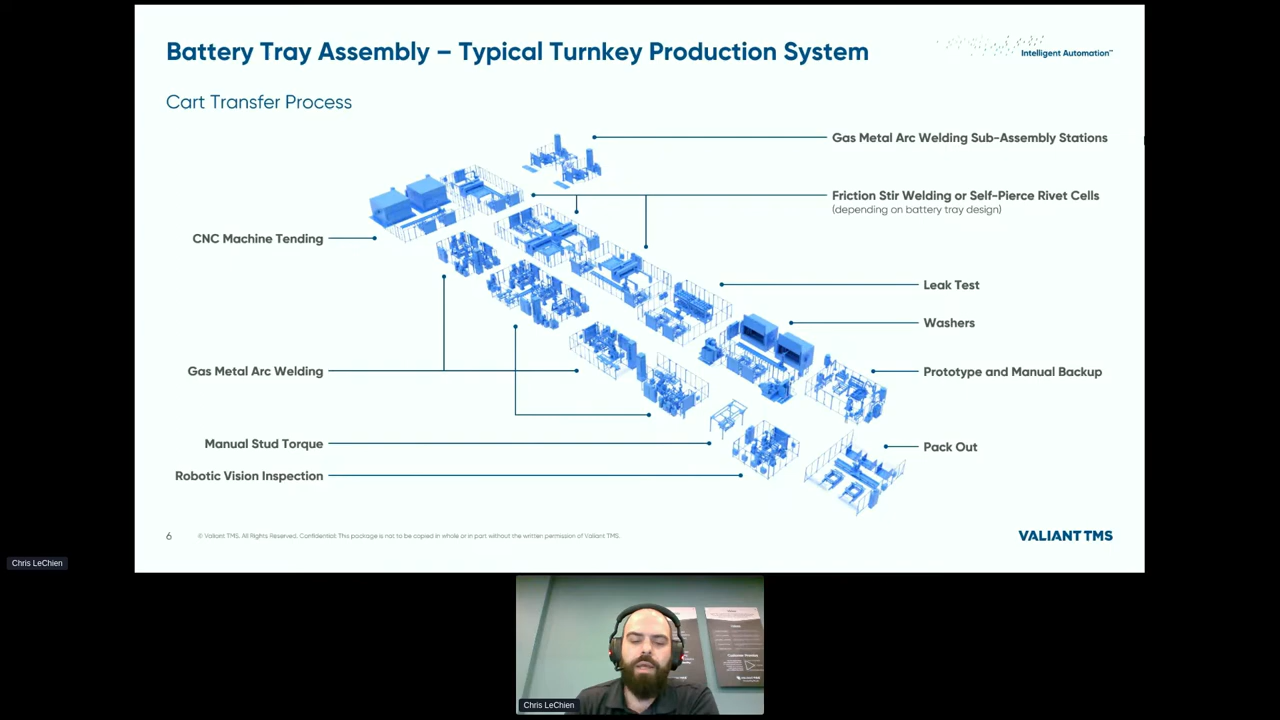 Battery Tray Assembly – Typical Turnkey Production System
Intelligent Automation™
Cart Transfer Process
Gas Metal Arc Welding Sub-Assembly Stations
Friction Stir Welding or Self-Pierce Rivet Cells
(depending on battery tray design)
CNC Machine Tending
Leak Test
Washers
Gas Metal Arc Welding
Prototype and Manual Backup
Manual Stud Torque
Pack Out
Robotic Vision Inspection
6
© Valiant TMS. All Rights Reserved. Confidential: This package is not to be copied in whole or in part without the written permission of Valiant TMS.
VALIANT TMS
Chris LeChien
Chris LeChien